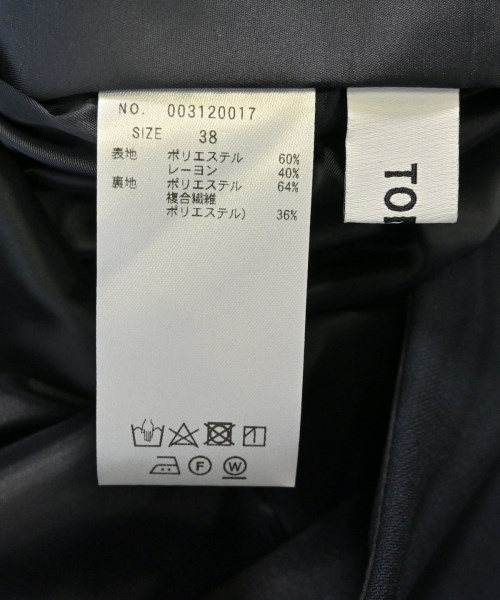 NO. 003120017
SIZE 38
表地 ポリエステル 60%
レーヨン 40%
裏地 ポリエステル 64%
複合繊維
ポリエステル) 36%
F
W